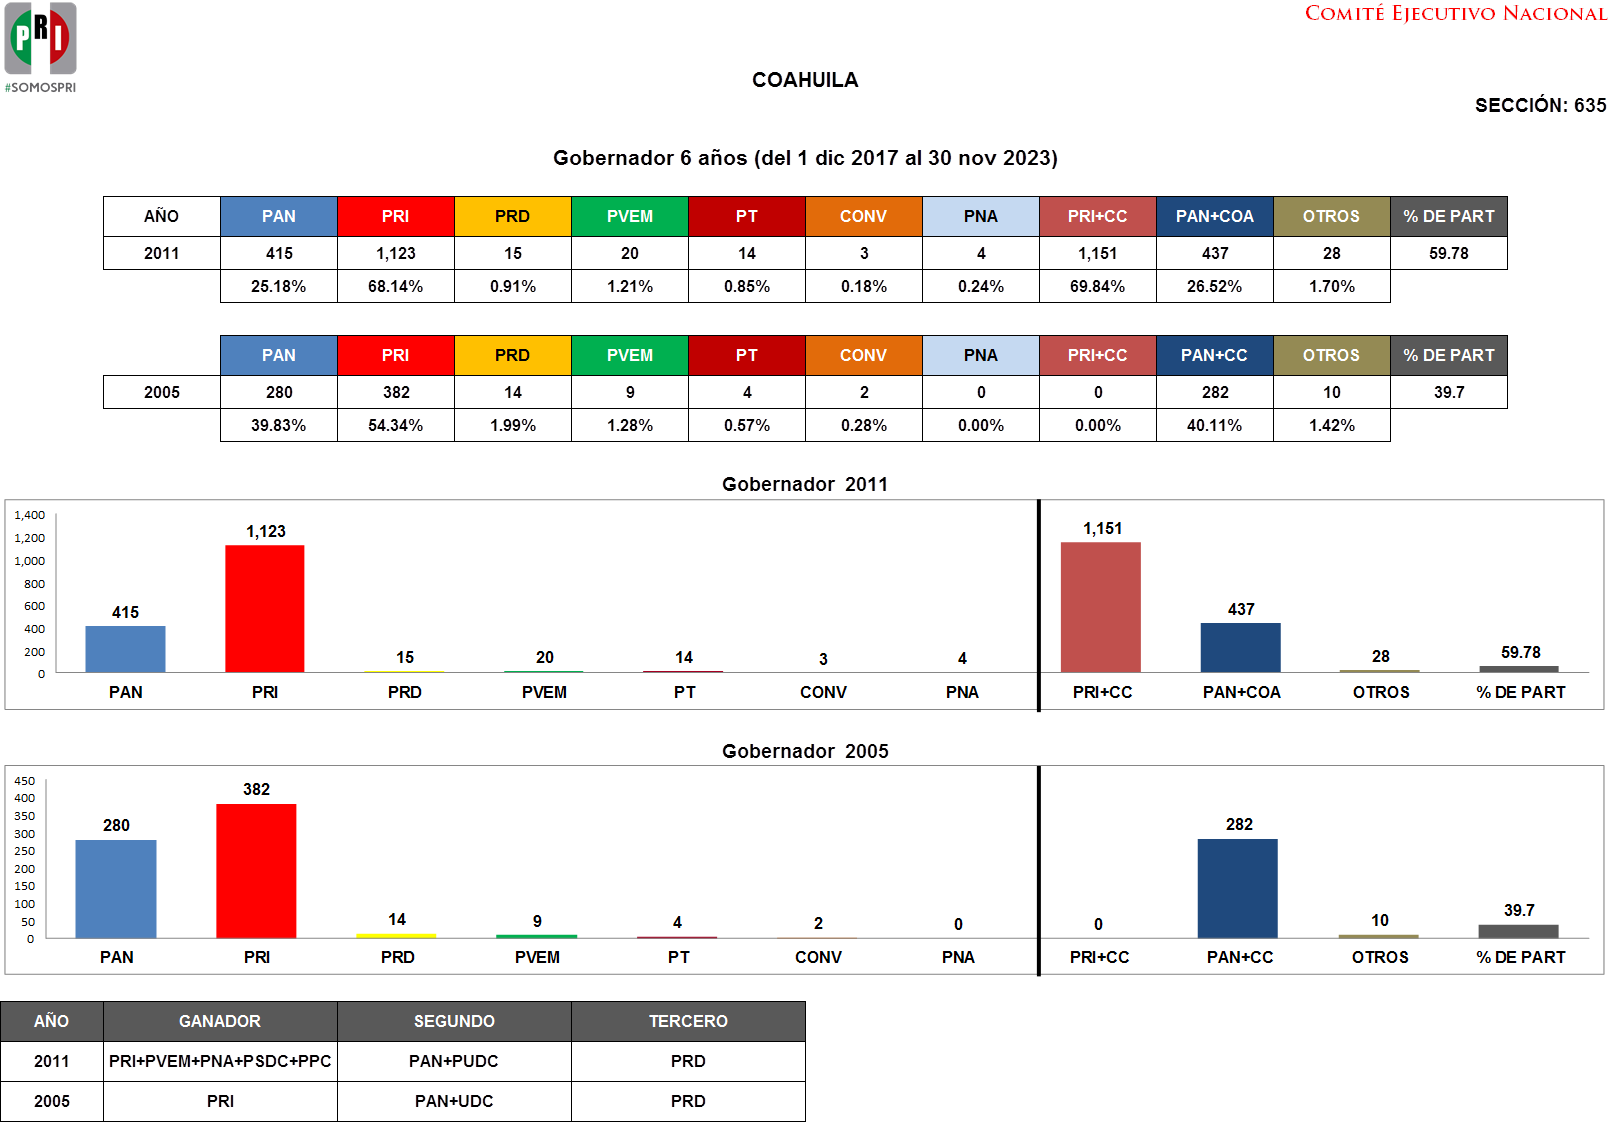 PRI
#SOMOSPRI
COMITÉ EJECUTIVO NACIONAL
COAHUILA
SECCIÓN: 635
Gobernador 6 años (del 1 dic 2017 al 30 nov 2023)
AÑO PAN PRI PRD PVEM PT CONV PNA PRI+CC PAN+COA OTROS % DE PART
2011 415 1,123 15 20 14 3 4 1,151 437 28 59.78
25.18% 68.14% 0.91% 1.21% 0.85% 0.18% 0.24% 69.84% 26.52% 1.70%
PAN PRI PRD PVEM PT CONV PNA PRI+CC PAN+CC OTROS % DE PART
2005 280 382 14 9 4 2 0 0 282 10 39.7
39.83% 54.34% 1.99% 1.28% 0.57% 0.28% 0.00% 0.00% 40.11% 1.42%
Gobernador 2011
1,400
1,200
1,000
800
600
400
200
0
415 1,123 15 20 14 3 4 1,151 437 28 59.78
PAN PRI PRD PVEM PT CONV PNA PRI+CC PAN+COA OTROS % DE PART
Gobernador 2005
450
400
350
300
250
200
150
100
50
0
280 382 14 9 4 2 0 0 282 10 39.7
PAN PRI PRD PVEM PT CONV PNA PRI+CC PAN+CC OTROS % DE PART
AÑO GANADOR SEGUNDO TERCERO
2011 PRI+PVEM+PNA+PSDC+PPC PAN+PUDC PRD
2005 PRI PAN+UDC PRD